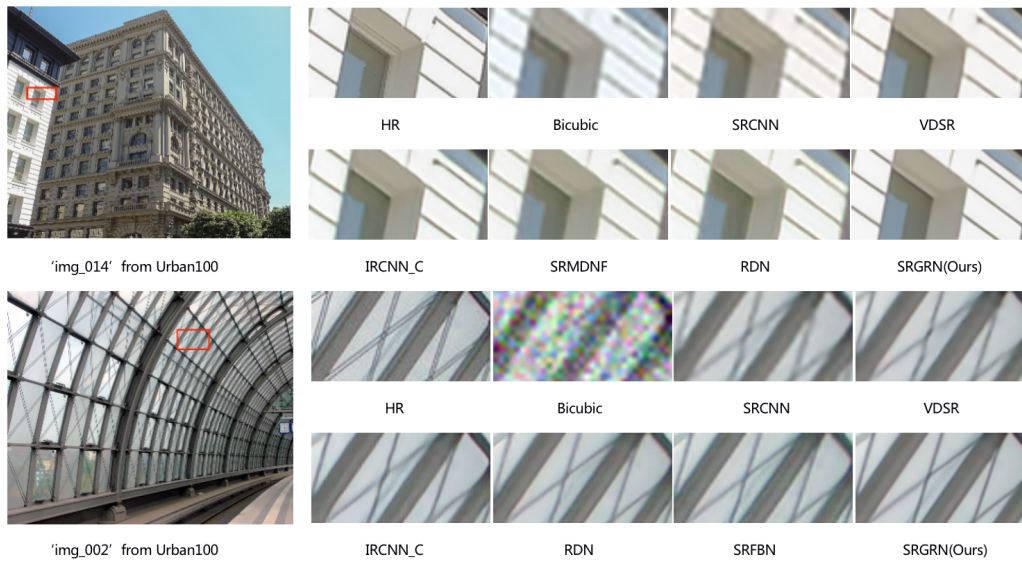 HR Bicubic SRCNN VDSR
‘img_014’ from Urban100 IRCNN_C SRMDNF RDN SRGRN(Ours)
HR Bicubic SRCNN VDSR
‘img_002’ from Urban100 IRCNN_C RDN SRFBN SRGRN(Ours)